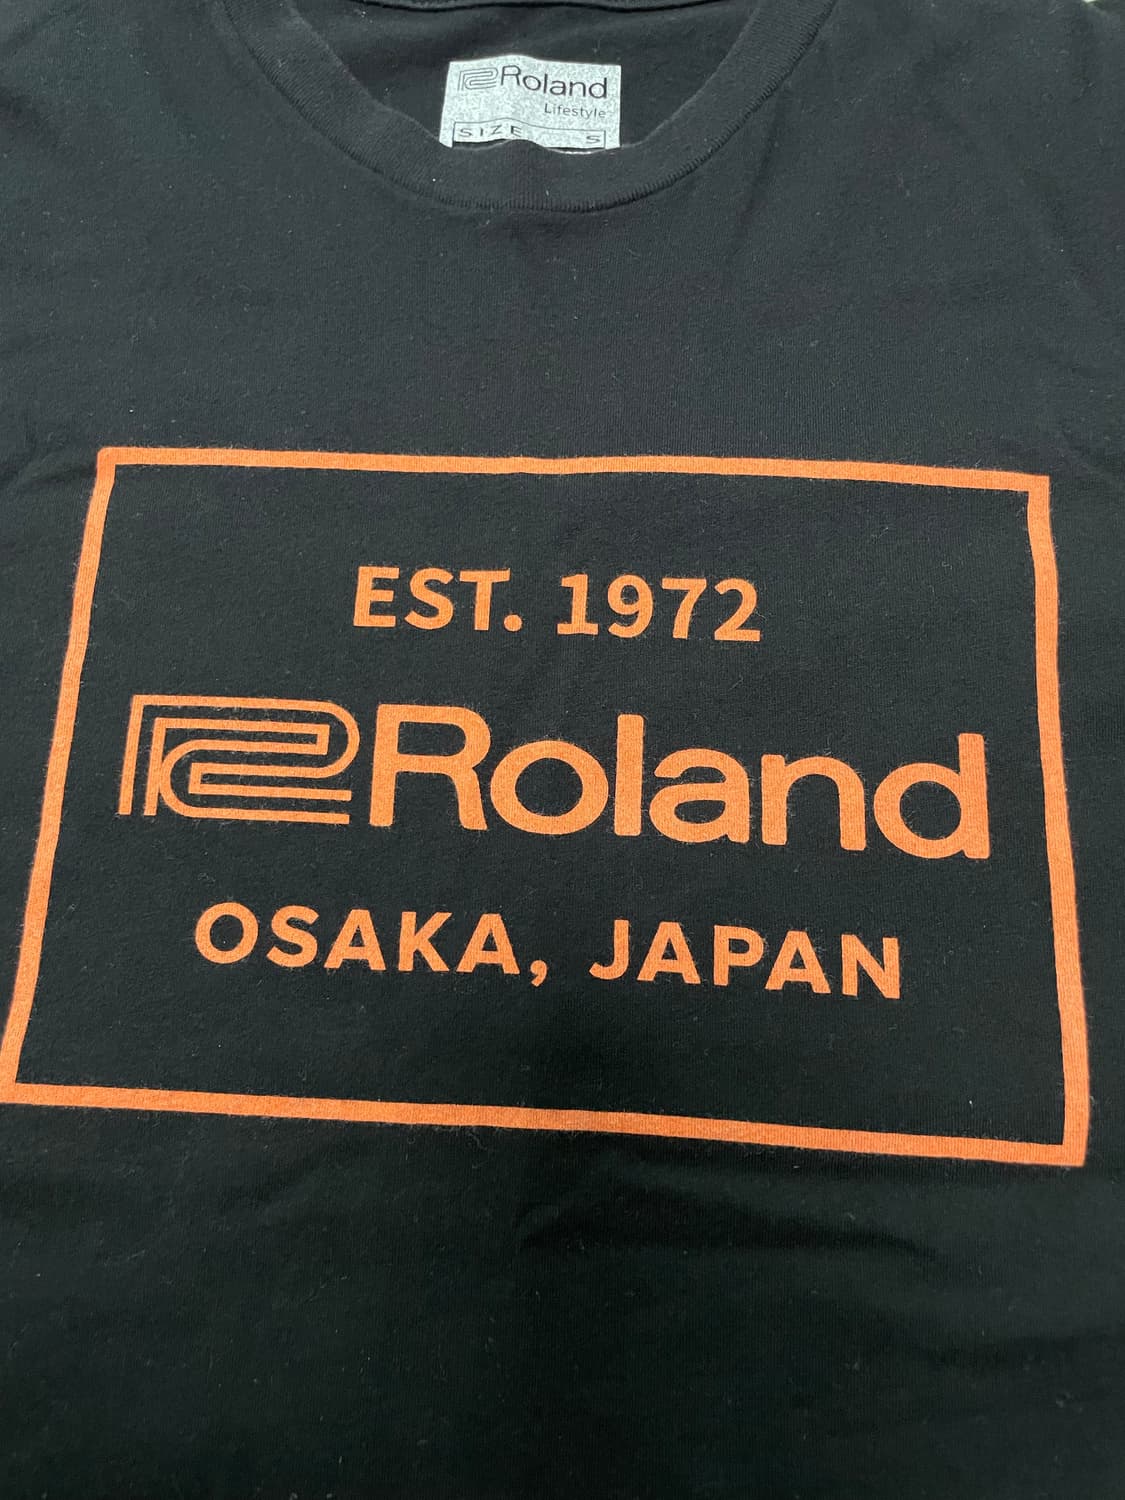 Roland
Lifestyle
SIZE S
EST. 1972
Roland
OSAKA, JAPAN